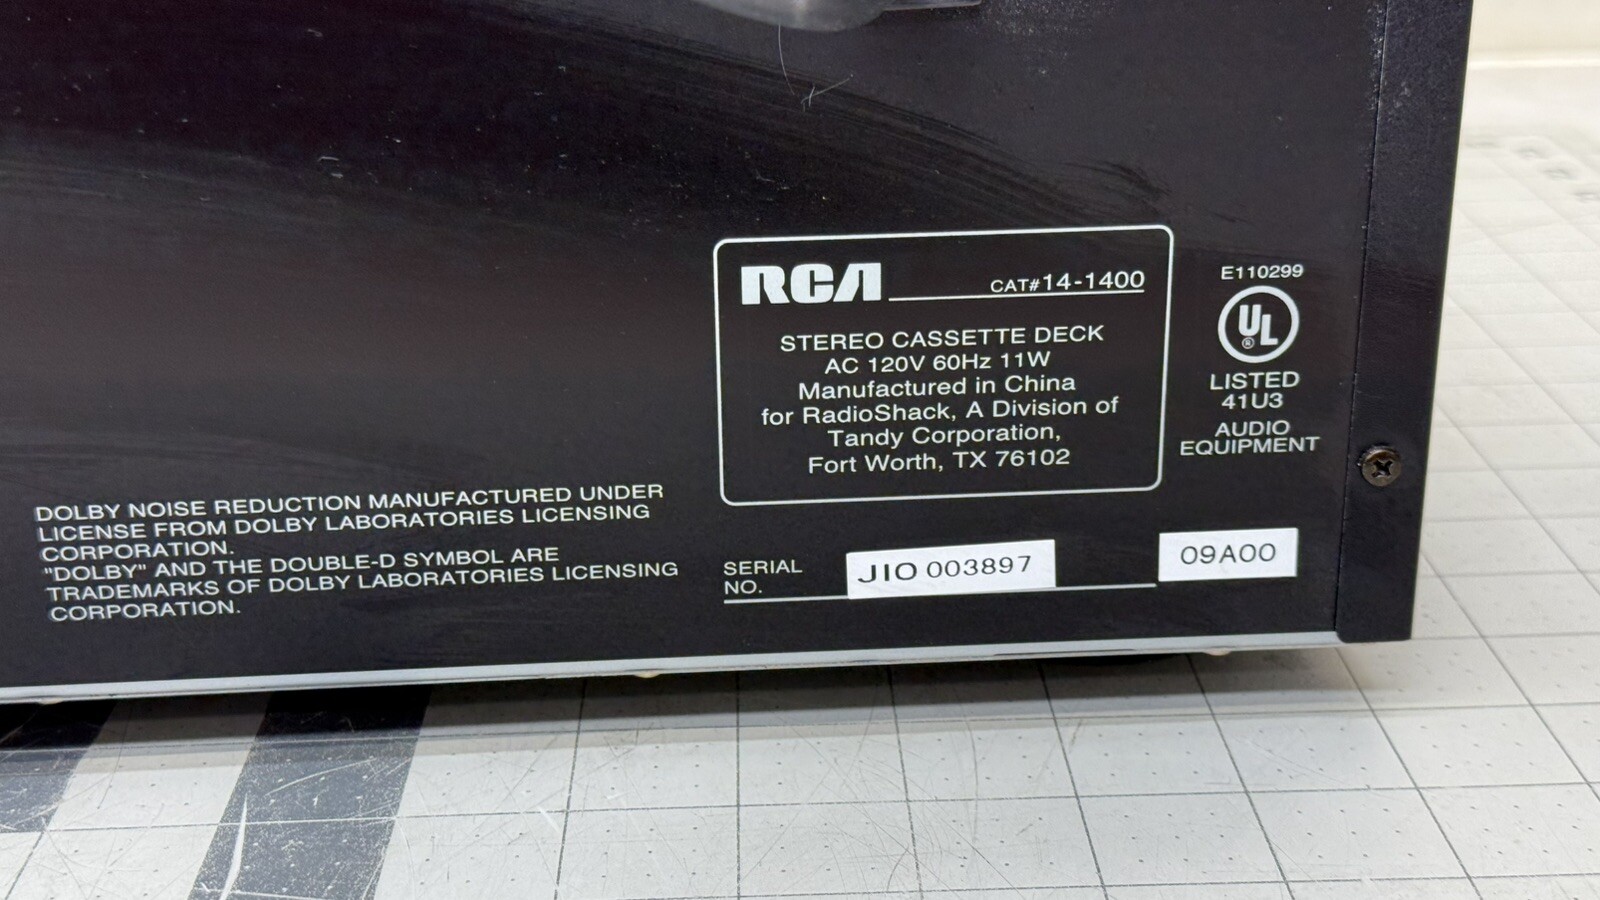 RCA CAT#14-1400
STEREO CASSETTE DECK
AC 120V 60Hz 11W
Manufactured in China
for RadioShack, A Division of
Tandy Corporation,
Fort Worth, TX 76102
E110299
UL
®
LISTED
41U3
AUDIO
EQUIPMENT
DOLBY NOISE REDUCTION MANUFACTURED UNDER
LICENSE FROM DOLBY LABORATORIES LICENSING
CORPORATION.
"DOLBY" AND THE DOUBLE-D SYMBOL ARE
TRADEMARKS OF DOLBY LABORATORIES LICENSING
CORPORATION.
SERIAL
NO.
JIO 003897
09A00